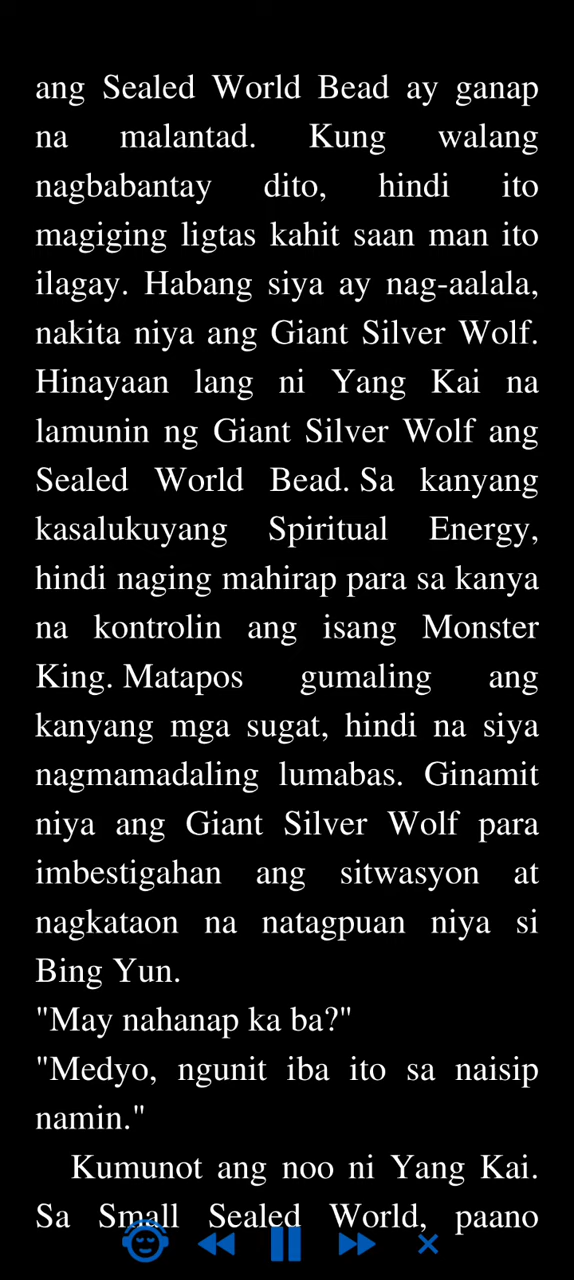 ang Sealed World Bead ay ganap
na malantad. Kung walang
nagbabantay dito, hindi ito
magiging ligtas kahit saan man ito
ilagay. Habang siya ay nag-aalala,
nakita niya ang Giant Silver Wolf.
Hinayaan lang ni Yang Kai na
lamunin ng Giant Silver Wolf ang
Sealed World Bead. Sa kanyang
kasalukuyang Spiritual Energy,
hindi naging mahirap para sa kanya
na kontrolin ang isang Monster
King. Matapos gumaling ang
kanyang mga sugat, hindi na siya
nagmamadaling lumabas. Ginamit
niya ang Giant Silver Wolf para
imbestigahan ang sitwasyon at
nagkataon na natagpuan niya si
Bing Yun.
"May nahanap ka ba?"
"Medyo, ngunit iba ito sa naisip
namin."
Kumunot ang noo ni Yang Kai.
Sa Small Sealed World, paano